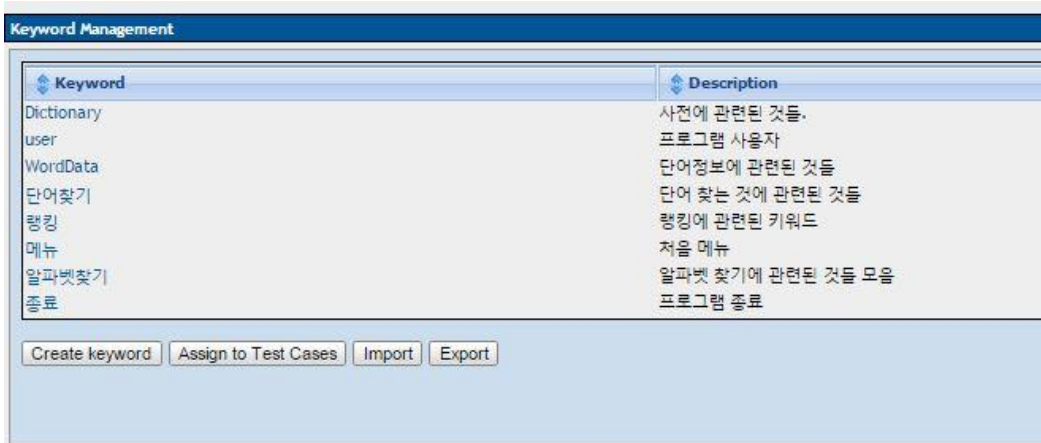 Keyword Management
Keyword Description
Dictionary 사전에 관련된 것들.
user 프로그램 사용자
WordData 단어정보에 관련된 것들
단어찾기 단어 찾는 것에 관련된 것들
랭킹 랭킹에 관련된 키워드
메뉴 처음 메뉴
알파벳찾기 알파벳 찾기에 관련된 것들 모음
종료 프로그램 종료
Create keyword Assign to Test Cases Import Export